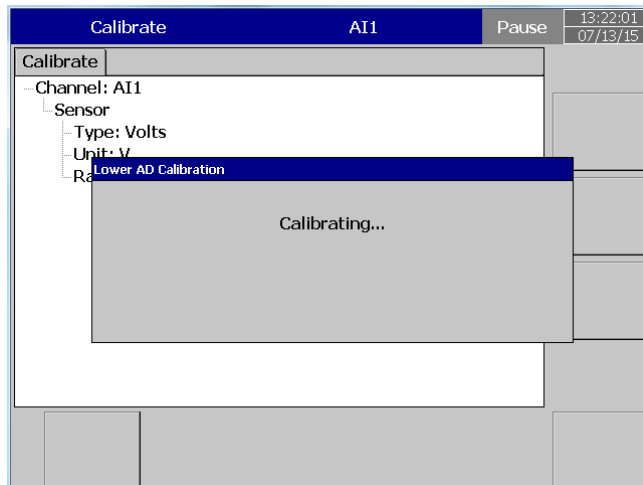 Calibrate AI1 Pause 13:22:01
07/13/15
Calibrate
Channel: AI1
Sensor
Type: Volts
Unit: V
Lower AD Calibration
Calibrating...